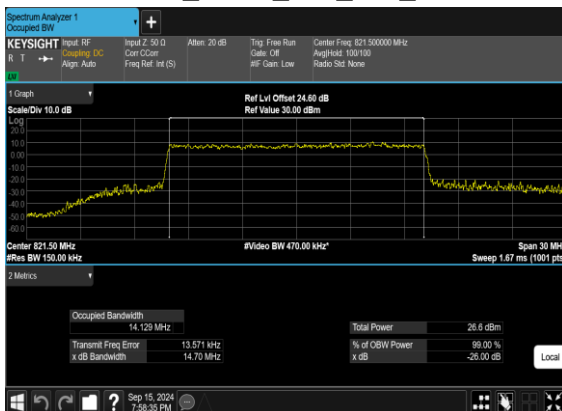 Spectrum Analyzer 1
Occupied BW
+
KEYSIGHT Input: RF Input Z: 50 Ω Atten: 20 dB Trig: Free Run Center Freq: 821.500000 MHz
R T Coupling: DC Corr CCorr Gate: Off Avg|Hold: 100/100
Align: Auto Freq Ref: Int (S) #IF Gain: Low Radio Std: None
LM
1 Graph
Ref Lvl Offset 24.60 dB
Scale/Div 10.0 dB Ref Value 30.00 dBm
Log
20.0
10.0
0.00
-10.0
-20.0
-30.0
-40.0
-50.0
-60.0
Center 821.50 MHz #Video BW 470.00 kHz* Span 30 MH
#Res BW 150.00 kHz Sweep 1.67 ms (1001 pts
2 Metrics
Occupied Bandwidth
14.129 MHz Total Power 26.6 dBm
Transmit Freq Error 13.571 kHz % of OBW Power 99.00 %
x dB Bandwidth 14.70 MHz x dB -26.00 dB
Local
? Sep 15, 2024
7:58:35 PM